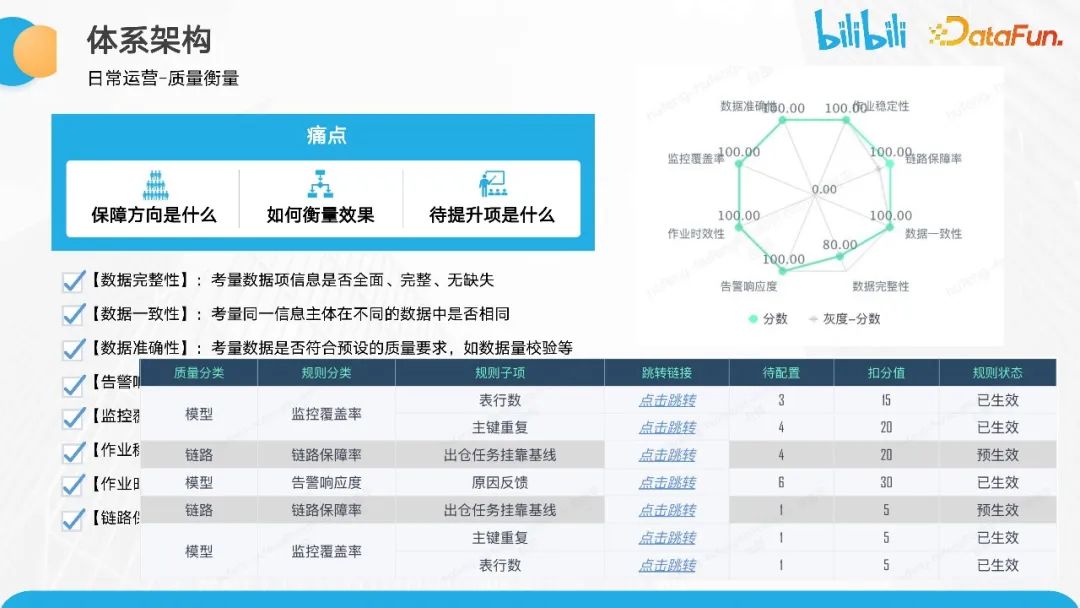 体系架构
bilibili
DataFun.
日常运营-质量衡量
痛点
保障方向是什么
如何衡量效果
待提升项是什么
数据准确性
100.00
100.00
作业稳定性
监控覆盖率
100.00
100.00
链路保障率
0.00
作业时效性
100.00
100.00
数据一致性
告警响应度
100.00
80.00
数据完整性
分数
灰度-分数
【数据完整性】：考量数据项信息是否全面、完整、无缺失
【数据一致性】：考量同一信息主体在不同的数据中是否相同
【数据准确性】：考量数据是否符合预设的质量要求，如数据量校验等
【告警
【监控
【作业
【作业
【链路
质量分类 规则分类 规则子项 跳转链接 待配置 扣分值 规则状态
模型 监控覆盖率 表行数 点击跳转 3 15 已生效
主键重复 点击跳转 4 20 已生效
链路 链路保障率 出仓任务挂靠基线 点击跳转 4 20 预生效
模型 告警响应度 原因反馈 点击跳转 6 30 已生效
链路 链路保障率 出仓任务挂靠基线 点击跳转 1 5 预生效
模型 监控覆盖率 主键重复 点击跳转 1 5 已生效
表行数 点击跳转 1 5 已生效